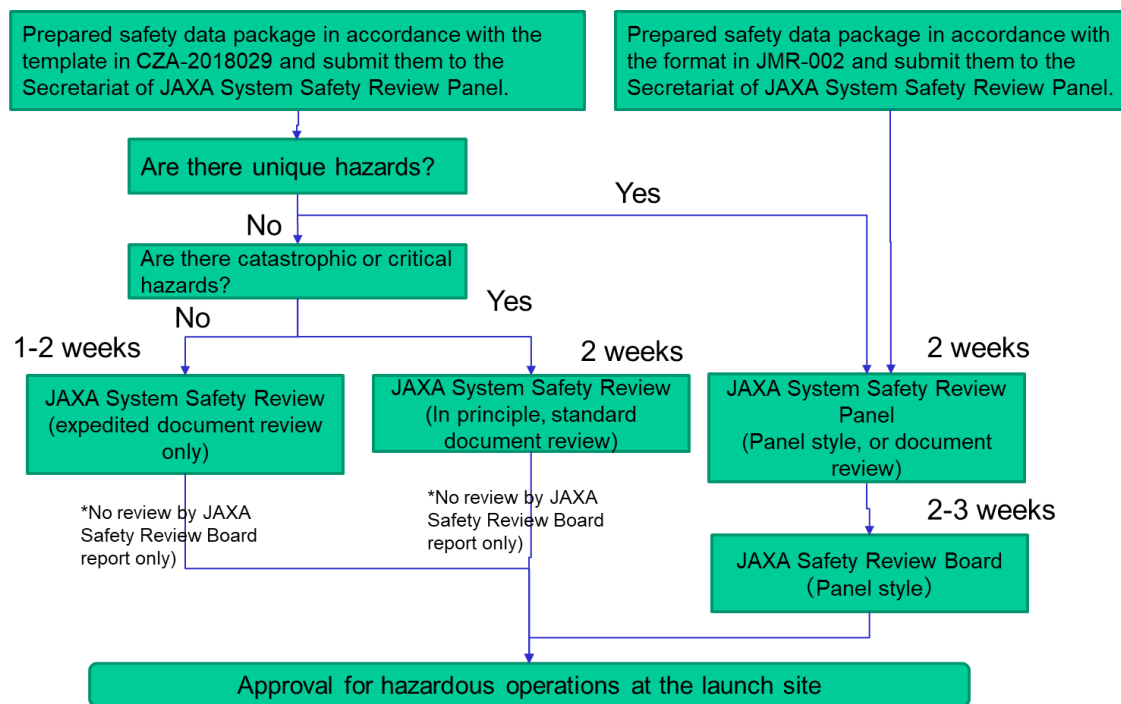 Prepared safety data package in accordance with the
template in CZA-2018029 and submit them to the
Secretariat of JAXA System Safety Review Panel.
Prepared safety data package in accordance with
the format in JMR-002 and submit them to the
Secretariat of JAXA System Safety Review Panel.
Are there unique hazards?
Yes
No
Are there catastrophic or critical
hazards?
No
Yes
1-2 weeks
2 weeks
2 weeks
JAXA System Safety Review
(expedited document review
only)
JAXA System Safety Review
(In principle, standard
document review)
JAXA System Safety Review
Panel
(Panel style, or document
review)
*No review by JAXA
Safety Review Board
report only)
*No review by JAXA
Safety Review Board
report only)
2-3 weeks
JAXA Safety Review Board
（Panel style）
Approval for hazardous operations at the launch site